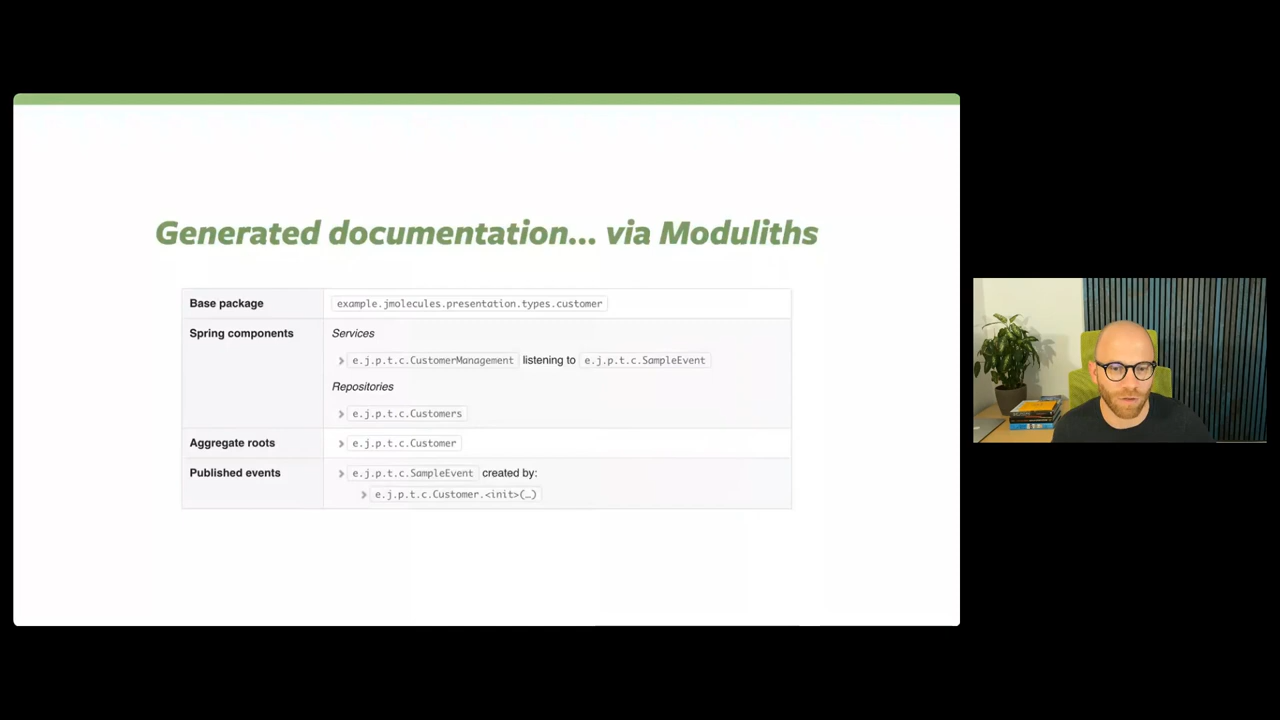 Generated documentation... via Moduliths
Base package example.jmolecules.presentation.types.customer
Spring components Services
e.j.p.t.c.CustomerManagement listening to e.j.p.t.c.SampleEvent
Repositories
e.j.p.t.c.Customers
Aggregate roots e.j.p.t.c.Customer
Published events e.j.p.t.c.SampleEvent created by:
e.j.p.t.c.Customer.<init>(…)